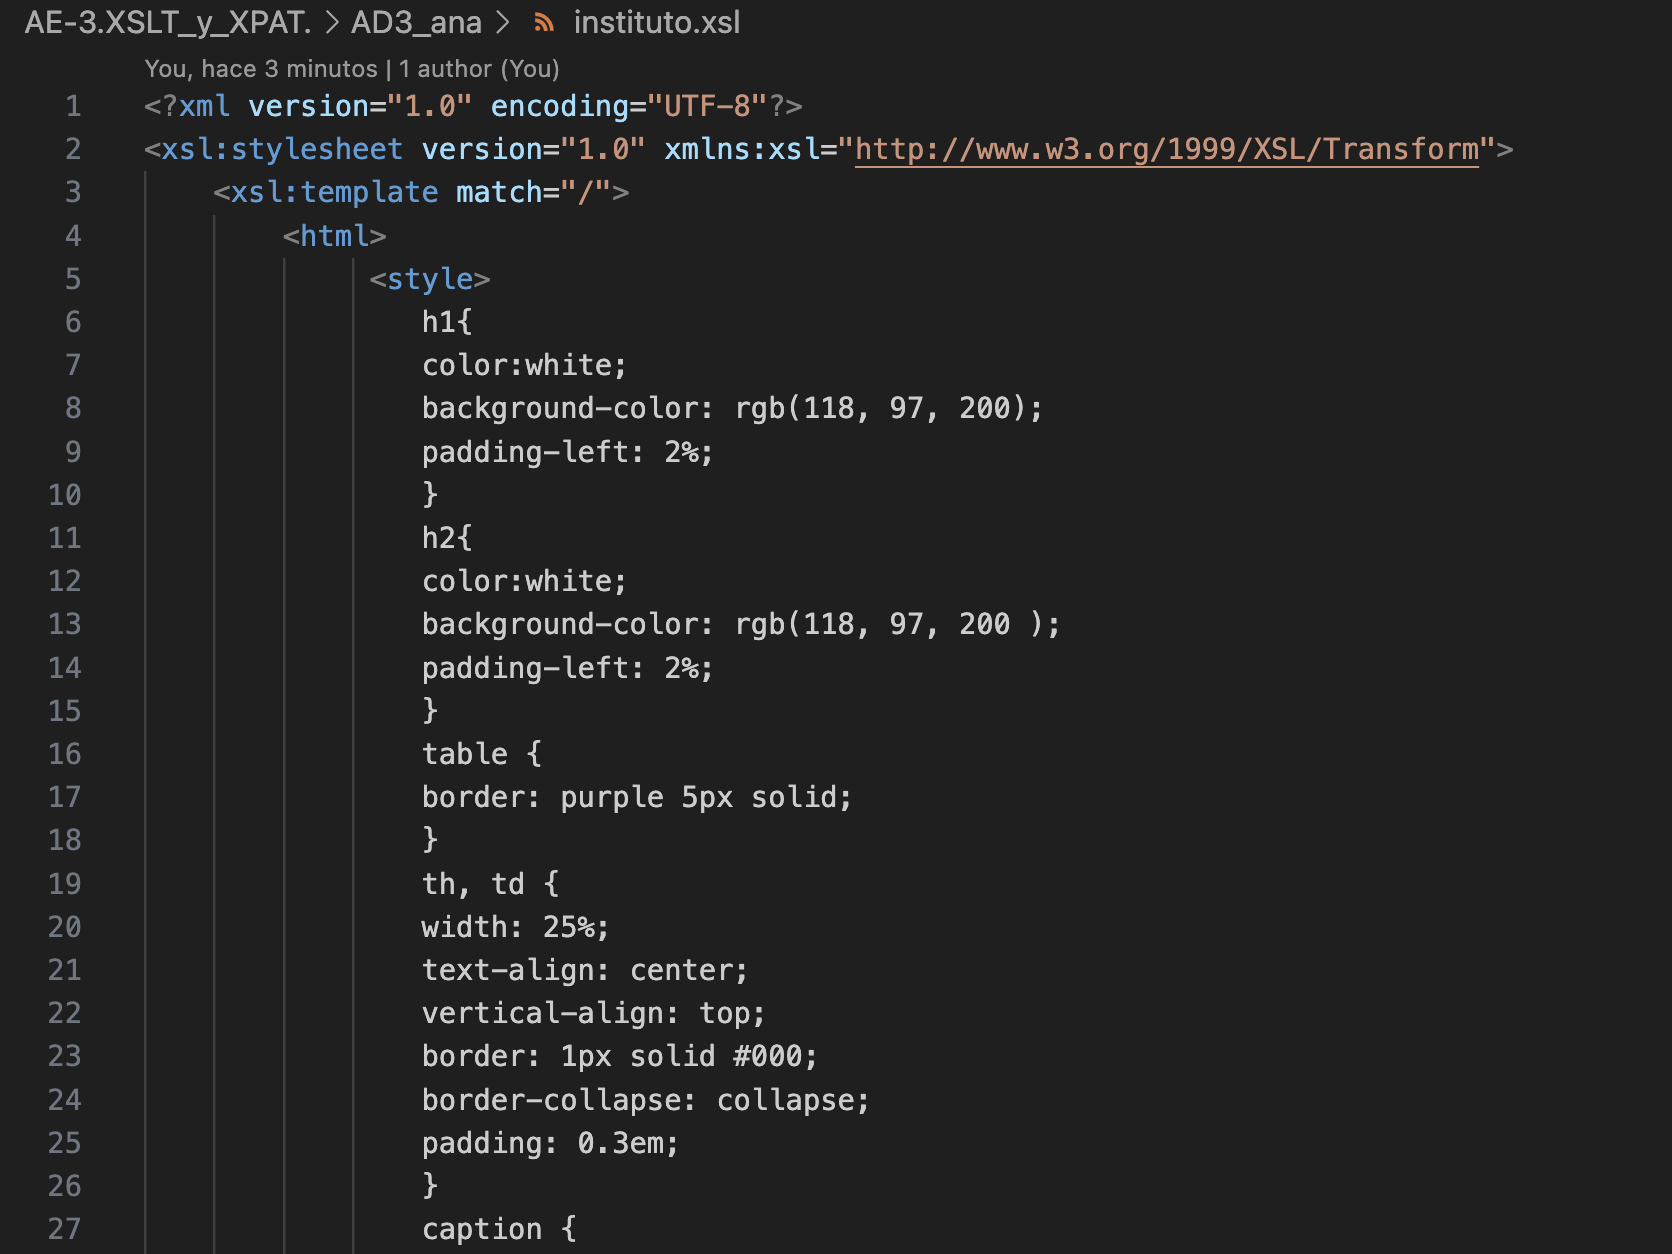 AE-3.XSLT_y_XPAT. > AD3_ana > instituto.xsl
You, hace 3 minutos | 1 author (You)
1 <?xml version="1.0" encoding="UTF-8"?>
2 <xsl:stylesheet version="1.0" xmlns:xsl="http://www.w3.org/1999/XSL/Transform">
3 <xsl:template match="/">
4 <html>
5 <style>
6 h1{
7 color:white;
8 background-color: rgb(118, 97, 200);
9 padding-left: 2%;
10 }
11 h2{
12 color:white;
13 background-color: rgb(118, 97, 200 );
14 padding-left: 2%;
15 }
16 table {
17 border: purple 5px solid;
18 }
19 th, td {
20 width: 25%;
21 text-align: center;
22 vertical-align: top;
23 border: 1px solid #000;
24 border-collapse: collapse;
25 padding: 0.3em;
26 }
27 caption {